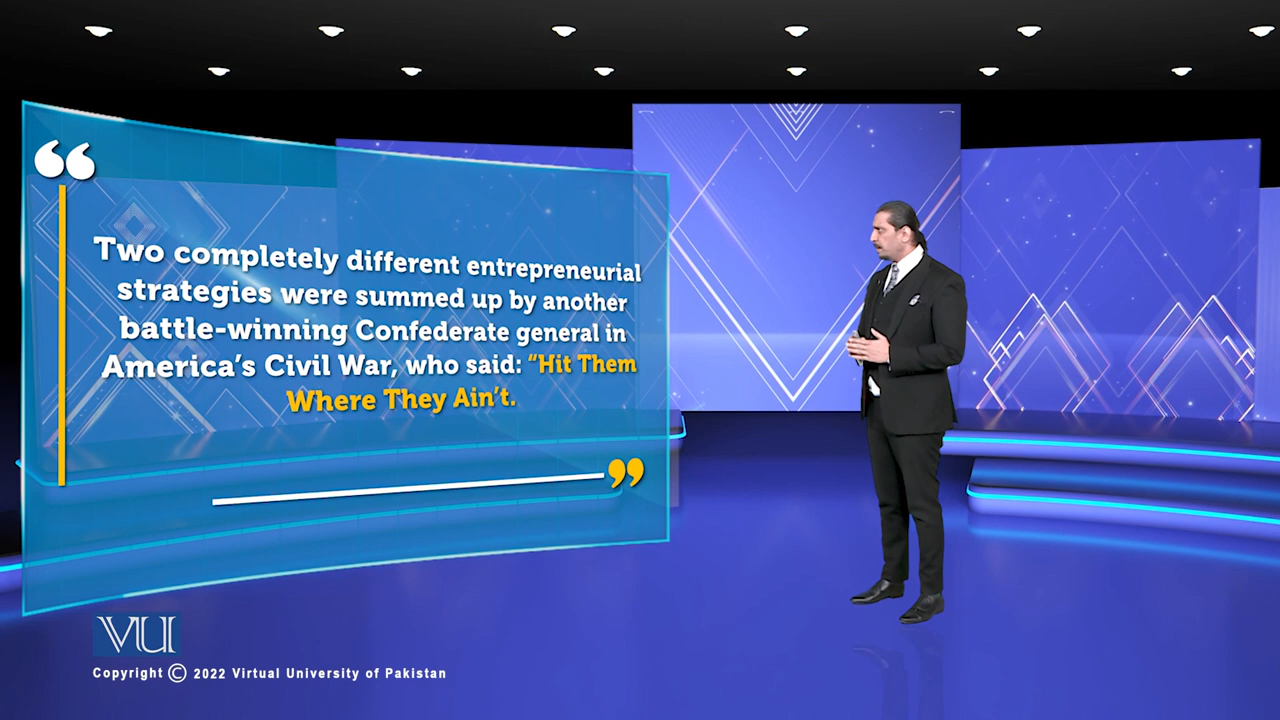 “
Two completely different entrepreneurial
strategies were summed up by another
battle-winning Confederate general in
America’s Civil War, who said: “Hit Them
Where They Ain’t.
”
VU
Copyright © 2022 Virtual University of Pakistan